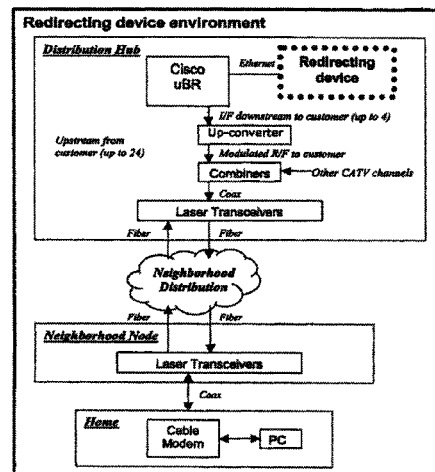 Redirecting device environment
Distribution Hub
Cisco
uBR
Ethernet
Redirecting
device
I/F downstream to customer (up to 4)
Up-converter
Upstream from
customer (up to 24)
Modulated R/F to customer
Combiners
Other CATV channels
Coax
Laser Transceivers
Fiber
Fiber
Neighborhood
Distribution
Fiber
Fiber
Neighborhood Node
Laser Transceivers
Coax
Home
Cable
Modem
PC